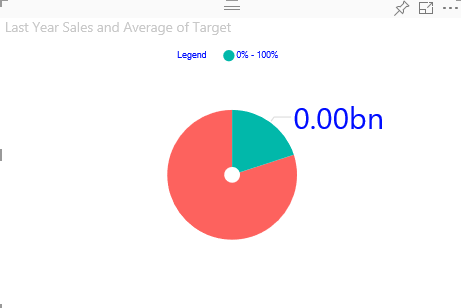 Last Year Sales and Average of Target
Legend 0% - 100%
0.00bn